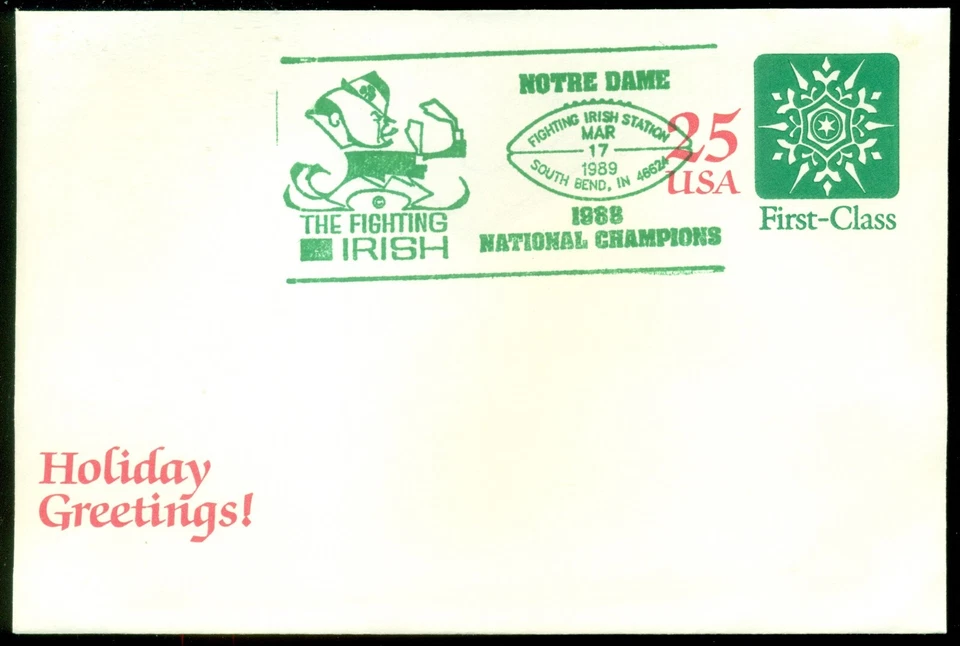 NOTRE DAME
FIGHTING IRISH STATION
MAR
17
1989
SOUTH BEND, IN 46624
1988
NATIONAL CHAMPIONS
©
THE FIGHTING
IRISH
25
USA
First-Class
Holiday
Greetings!